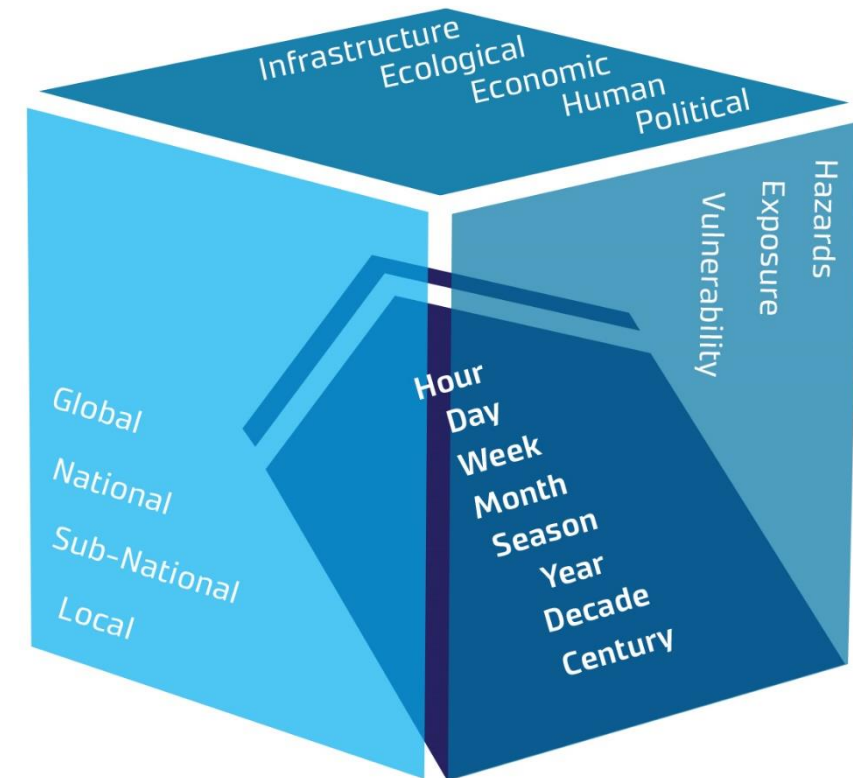 Infrastructure
Ecological
Economic
Human
Political
Hazards
Exposure
Vulnerability
Global
National
Sub-National
Local
Hour
Day
Week
Month
Season
Year
Decade
Century